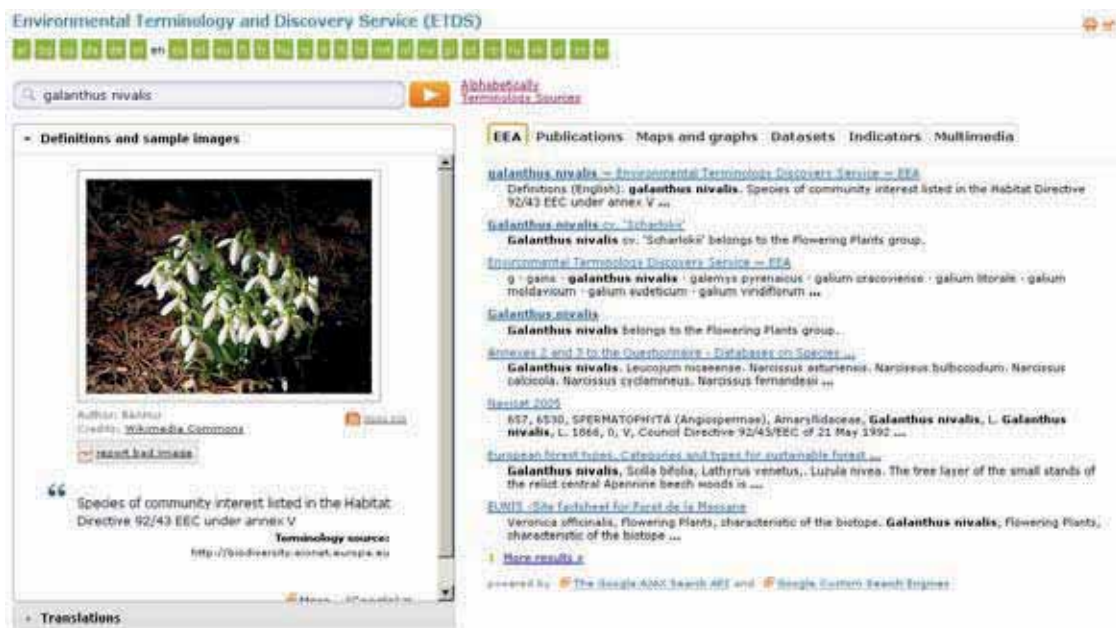 Environmental Terminology and Discovery Service (ETDS)
en
galanthus nivalis
Alphabetically
Terminology Sources
Definitions and sample images
Author:
Credits: Wikimedia Commons
report bad image
“ Species of community interest listed in the Habitat
Directive 92/43 EEC under annex V
Terminology source:
http://biodiversity.eionet.europa.eu
Translations
EEA Publications Maps and graphs Datasets Indicators Multimedia
galanthus nivalis — Environmental Terminology Discovery Service — EEA
Definitions (English). galanthus nivalis. Species of community interest listed in the Habitat Directive
92/43 EEC under annex V ...
Galanthus nivalis cv. 'Scharlokii'
Galanthus nivalis cv. 'Scharlokii' belongs to the Flowering Plants group.
Environmental Terminology Discovery Service — EEA
g · gams · galanthus nivalis · galemys pyrenaicus · galium cracoviense · galium litorale · galium
moldavicum · galium sudeticum · galium viridiflorum ...
Galanthus nivalis
Galanthus nivalis belongs to the Flowering Plants group.
Annexes 2 and 3 to the Questionnaire - Databases on Species ...
Galanthus nivalis. Leucojum nicaeense. Narcissus asturiensis. Narcissus bulbocodium. Narcissus
calcicola. Narcissus cyclamineus. Narcissus fernandesii ...
2005
657, 6530, SPERMATOPHYTA (Angiospermae), Amaryllidaceae, Galanthus nivalis, L. Galanthus
nivalis, L. 1866, 0, V, Council Directive 92/43/EEC of 21 May 1992 ...
European forest types. Categories and types for sustainable forest ...
Galanthus nivalis, Scilla bifolia, Lathyrus venetus,. Luzula nivea. The tree layer of the small stands of
the relict central Apennine beech woods is ...
EUNIS -Site factsheet for Foret de la Massane
Veronica officinalis, Flowering Plants, characteristic of the biotope. Galanthus nivalis, Flowering Plants,
characteristic of the biotope ...
More results »
powered by The Google AJAX Search API and Google Custom Search Engines